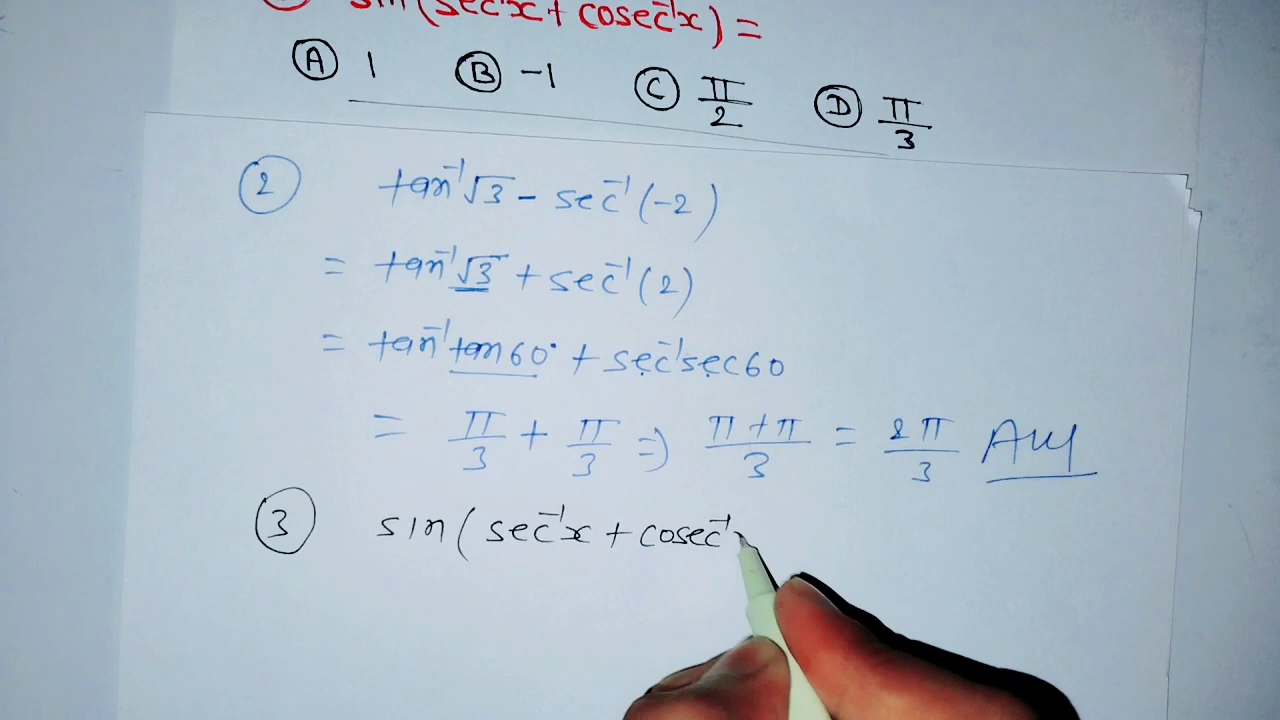 sin(sec⁻¹x + cosec⁻¹x) =
Ⓐ 1 Ⓑ -1 Ⓒ π/2 Ⓓ π/3
② tan⁻¹√3 - sec⁻¹(-2)
= tan⁻¹√3 + sec⁻¹(2)
= tan⁻¹tan60° + sec⁻¹sec60
= π/3 + π/3 ⇒ π+π/3 = 2π/3 Ans
③ sin(sec⁻¹x + cosec⁻¹x